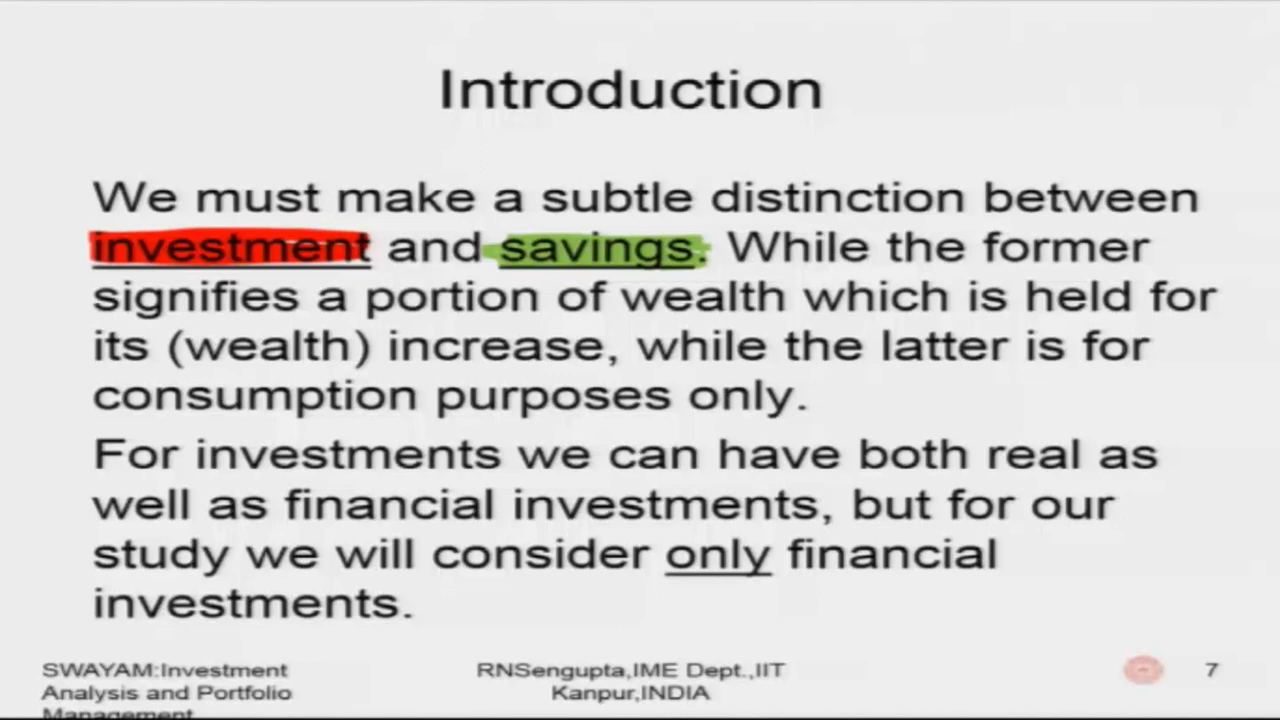 Introduction
We must make a subtle distinction between
investment and savings. While the former
signifies a portion of wealth which is held for
its (wealth) increase, while the latter is for
consumption purposes only.
For investments we can have both real as
well as financial investments, but for our
study we will consider only financial
investments.
SWAYAM:Investment
Analysis and Portfolio
Management
RNSengupta,IME Dept.,IIT
Kanpur,INDIA
7